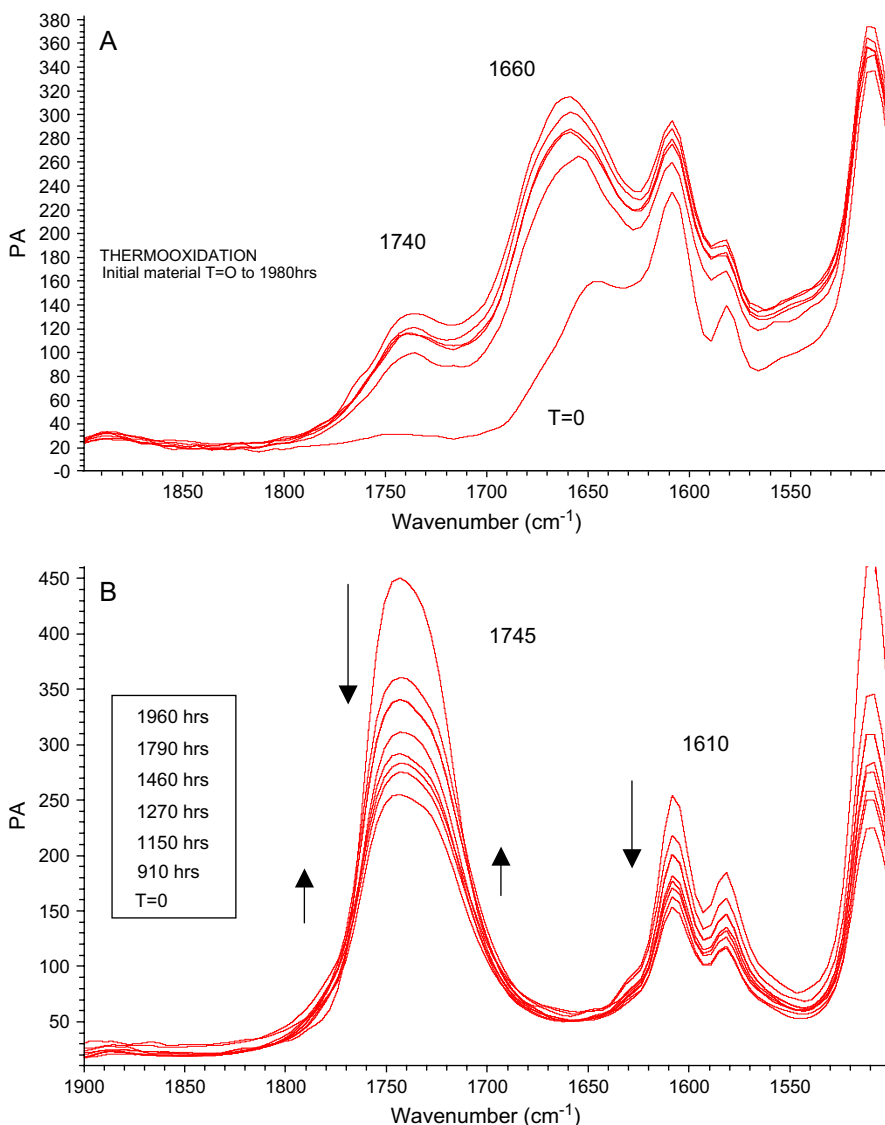 380
360
340
320
300
280
260
240
220
200
180
160
140
120
100
80
60
40
20
-0
PA
A
1660
1740
THERMOOXIDATION
Initial material T=O to 1980hrs
T=0
1850 1800 1750 1700 1650 1600 1550
Wavenumber (cm-1)
450
400
350
300
250
200
150
100
50
PA
B
1745
1610
1960 hrs
1790 hrs
1460 hrs
1270 hrs
1150 hrs
910 hrs
T=0
1900 1850 1800 1750 1700 1650 1600 1550
Wavenumber (cm-1)